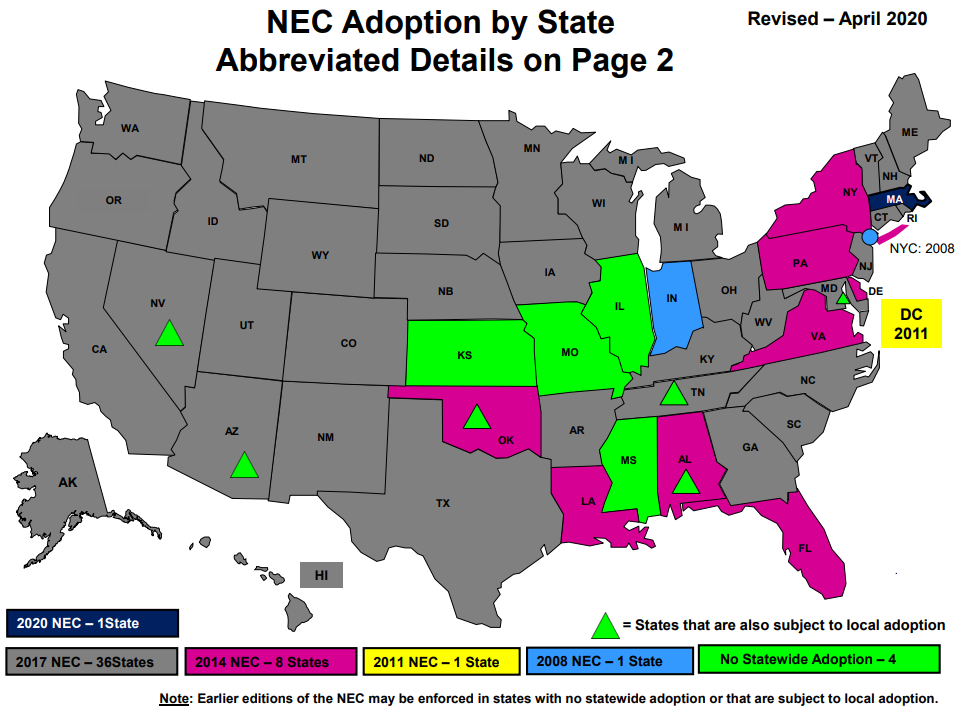 NEC Adoption by State
Abbreviated Details on Page 2
Revised – April 2020
WA
MT
ND
MN
M I
ME
VT
NH
OR
ID
SD
WI
M I
NY
MA
CT
RI
WY
NYC: 2008
IA
PA
NJ
NB
OH
MD
DE
NV
IL
IN
DC
2011
UT
CO
WV
VA
CA
KS
MO
KY
NC
TN
AZ
NM
OK
AR
SC
MS
AL
GA
AK
TX
LA
FL
HI
2020 NEC – 1State
= States that are also subject to local adoption
2017 NEC – 36States
2014 NEC – 8 States
2011 NEC – 1 State
2008 NEC – 1 State
No Statewide Adoption – 4
Note: Earlier editions of the NEC may be enforced in states with no statewide adoption or that are subject to local adoption.